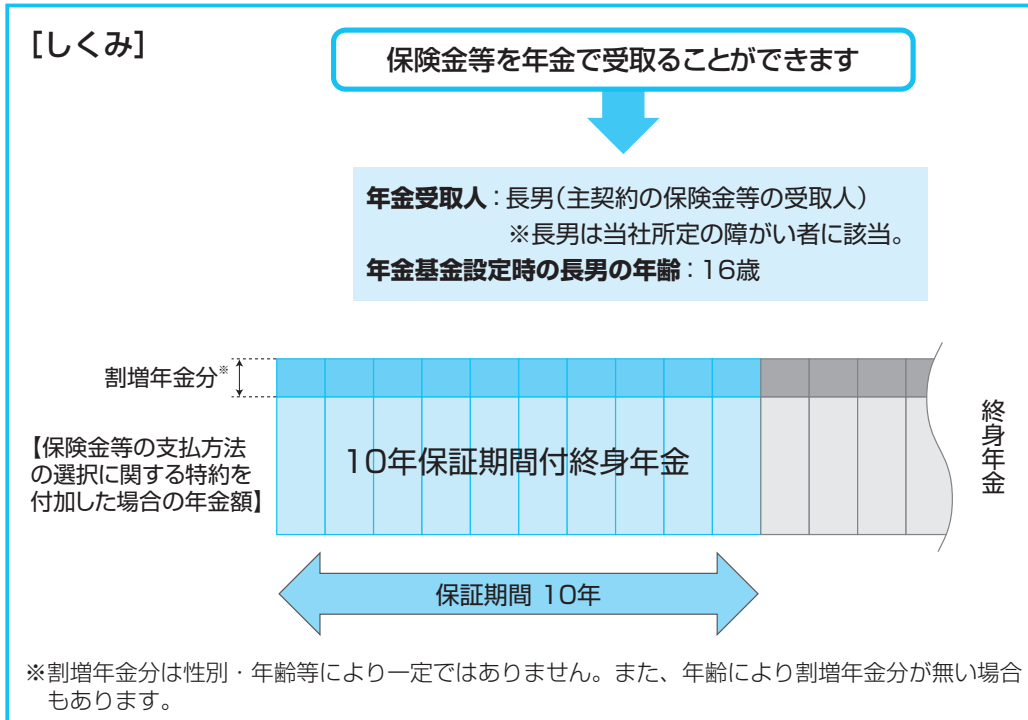 [しくみ]
保険金等を年金で受取ることができます
年金受取人：長男（主契約の保険金等の受取人）
※長男は当社所定の障がい者に該当。
年金基金設定時の長男の年齢：16歳
割増年金分※
【保険金等の支払方法
の選択に関する特約を
付加した場合の年金額】
10年保証期間付終身年金
終身年金
保証期間 10年
※割増年金分は性別・年齢等により一定ではありません。また、年齢により割増年金分が無い場合
もあります。